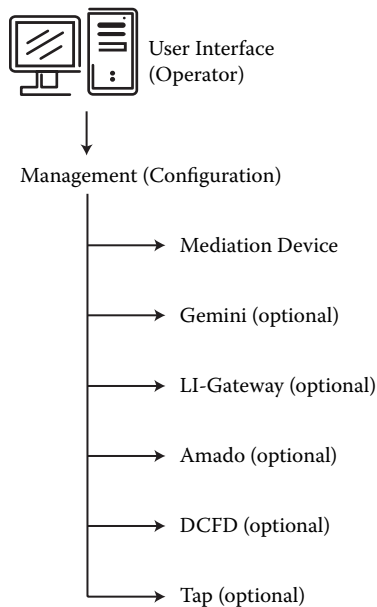 User Interface
(Operator)
Management (Configuration)
Mediation Device
Gemini (optional)
LI-Gateway (optional)
Amado (optional)
DCFD (optional)
Tap (optional)